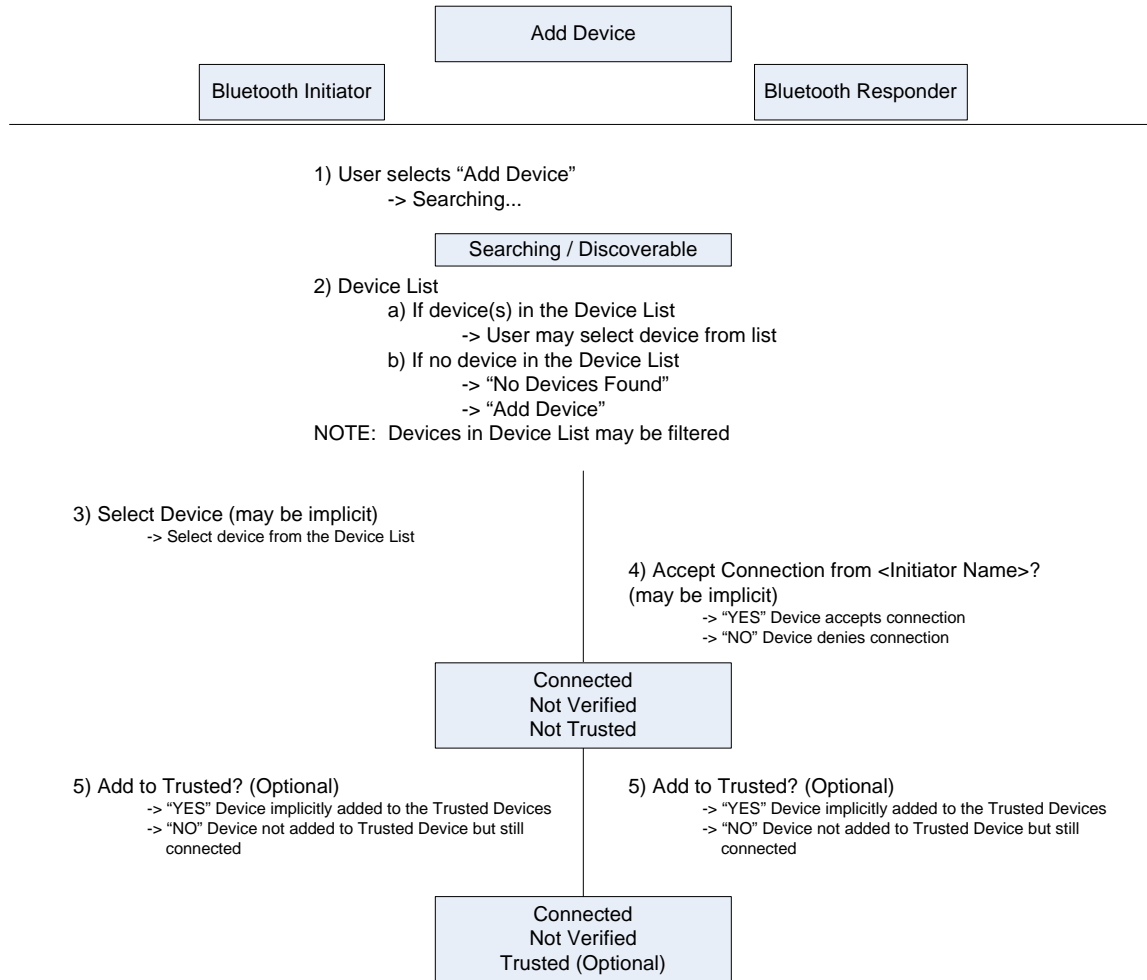 Add Device
Bluetooth Initiator
Bluetooth Responder
1) User selects “Add Device”
-> Searching...
Searching / Discoverable
2) Device List
a) If device(s) in the Device List
-> User may select device from list
b) If no device in the Device List
-> “No Devices Found”
-> “Add Device”
NOTE:  Devices in Device List may be filtered
3) Select Device (may be implicit)
-> Select device from the Device List
4) Accept Connection from <Initiator Name>?
(may be implicit)
-> “YES” Device accepts connection
-> “NO” Device denies connection
Connected
Not Verified
Not Trusted
5) Add to Trusted? (Optional)
-> “YES” Device implicitly added to the Trusted Devices
-> “NO” Device not added to Trusted Device but still
connected
5) Add to Trusted? (Optional)
-> “YES” Device implicitly added to the Trusted Devices
-> “NO” Device not added to Trusted Device but still
connected
Connected
Not Verified
Trusted (Optional)